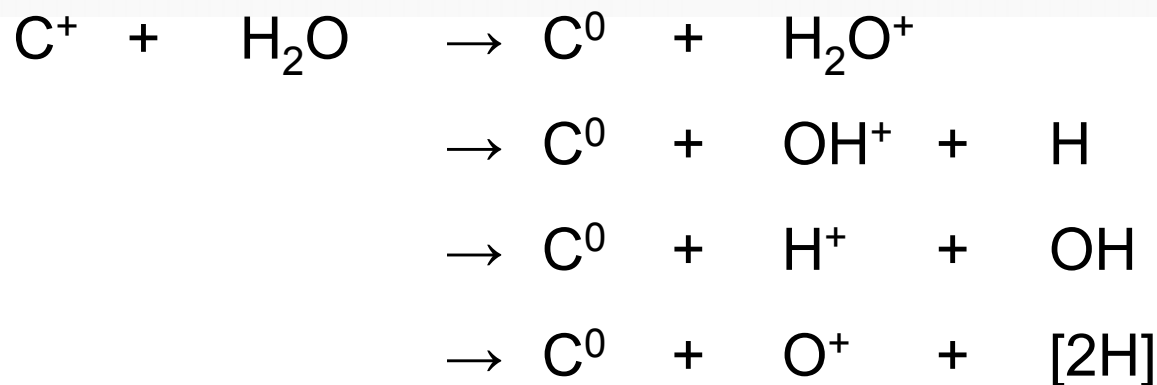 C⁺ + H₂O → C⁰ + H₂O⁺
→ C⁰ + OH⁺ + H
→ C⁰ + H⁺ + OH
→ C⁰ + O⁺ + [2H]